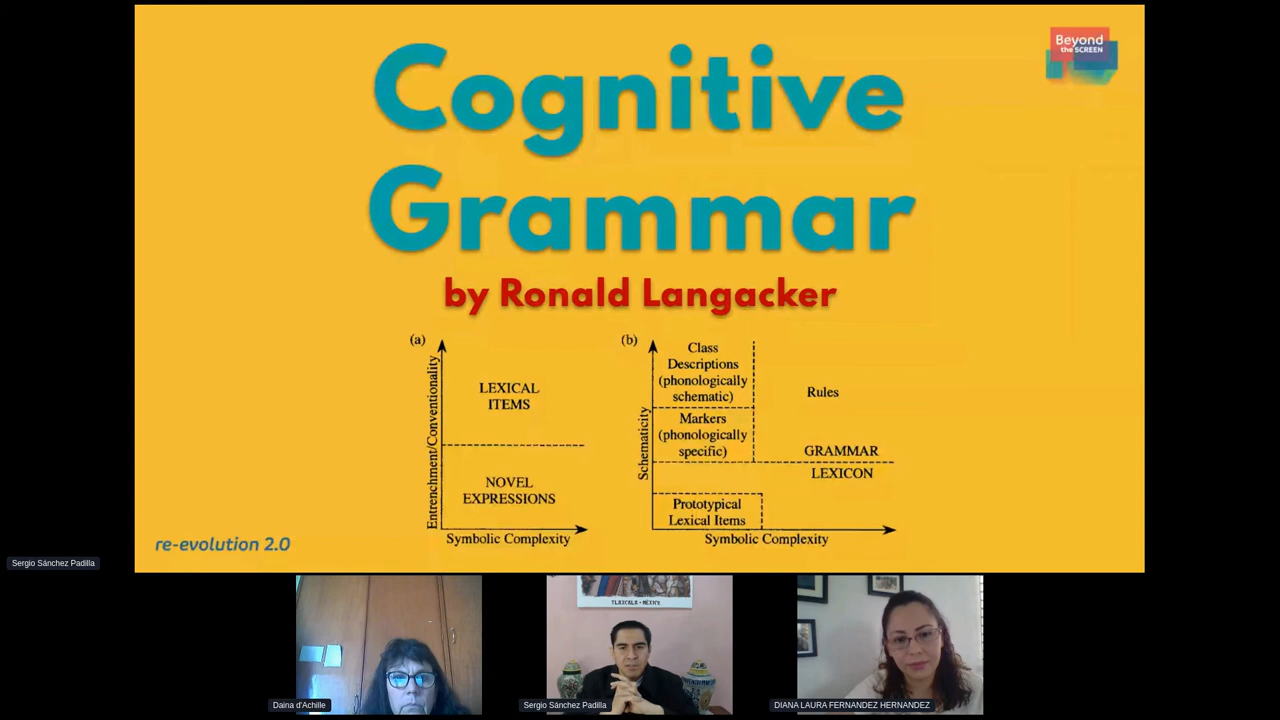 Cognitive
Grammar
by Ronald Langacker
Beyond
the SCREEN
(a)
Entrenchment/Conventionality
LEXICAL
ITEMS
NOVEL
EXPRESSIONS
Symbolic Complexity
(b)
Schematicity
Class
Descriptions
(phonologically
schematic)
Markers
(phonologically
specific)
Rules
GRAMMAR
LEXICON
Prototypical
Lexical Items
Symbolic Complexity
re-evolution 2.0
Sergio Sánchez Padilla
TLAXCALA - MÉXICO
Daina d'Achille
Sergio Sánchez Padilla
DIANA LAURA FERNANDEZ HERNANDEZ